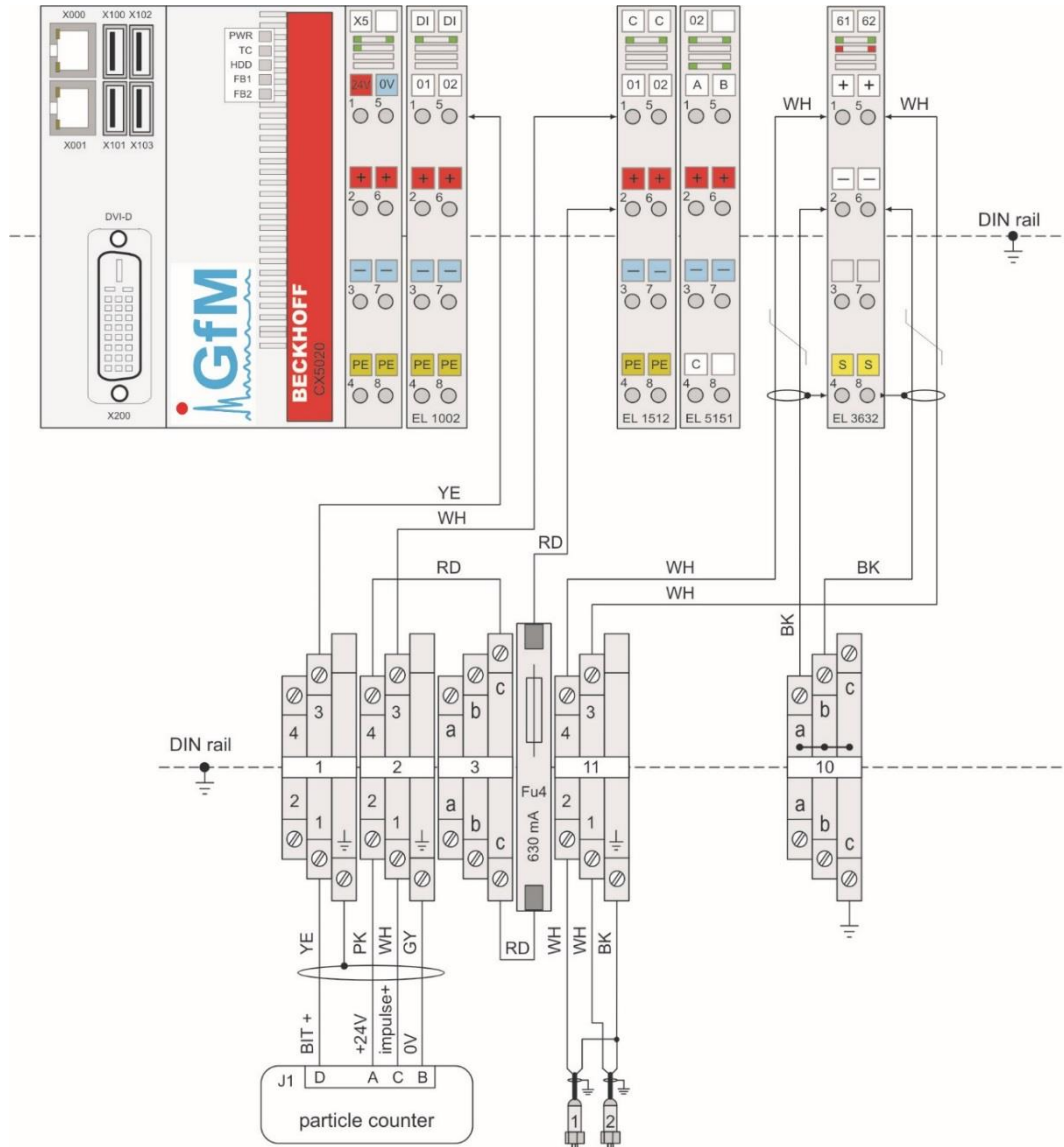 X000 X100 X102
X001 X101 X103
PWR
TC
HDD
FB1
FB2
DVI-D
X200
GfM
BECKHOFF
CX5020
X5
24V 0V
1 5
+ +
2 6
− −
3 7
PE PE
4 8
DI DI
01 02
1 5
+ +
2 6
− −
3 7
PE PE
4 8
EL 1002
C C
01 02
1 5
+ +
2 6
− −
3 7
PE PE
4 8
EL 1512
02
A B
1 5
+ +
2 6
− −
3 7
C
4 8
EL 5151
61 62
+ +
1 5
− −
2 6
3 7
S S
4 8
EL 3632
WH WH
DIN rail
YE
WH
RD
RD
WH
WH
BK
BK
DIN rail
4 3
1
2 1
4 3
2
2 1
a b c
3
a b c
Fu4
630 mA
4 3
11
2 1
a b c
10
a b c
YE
PK
WH
GY
RD
WH
WH
BK
BIT +
+24V
impulse+
0V
J1 D A C B
particle counter
1 2